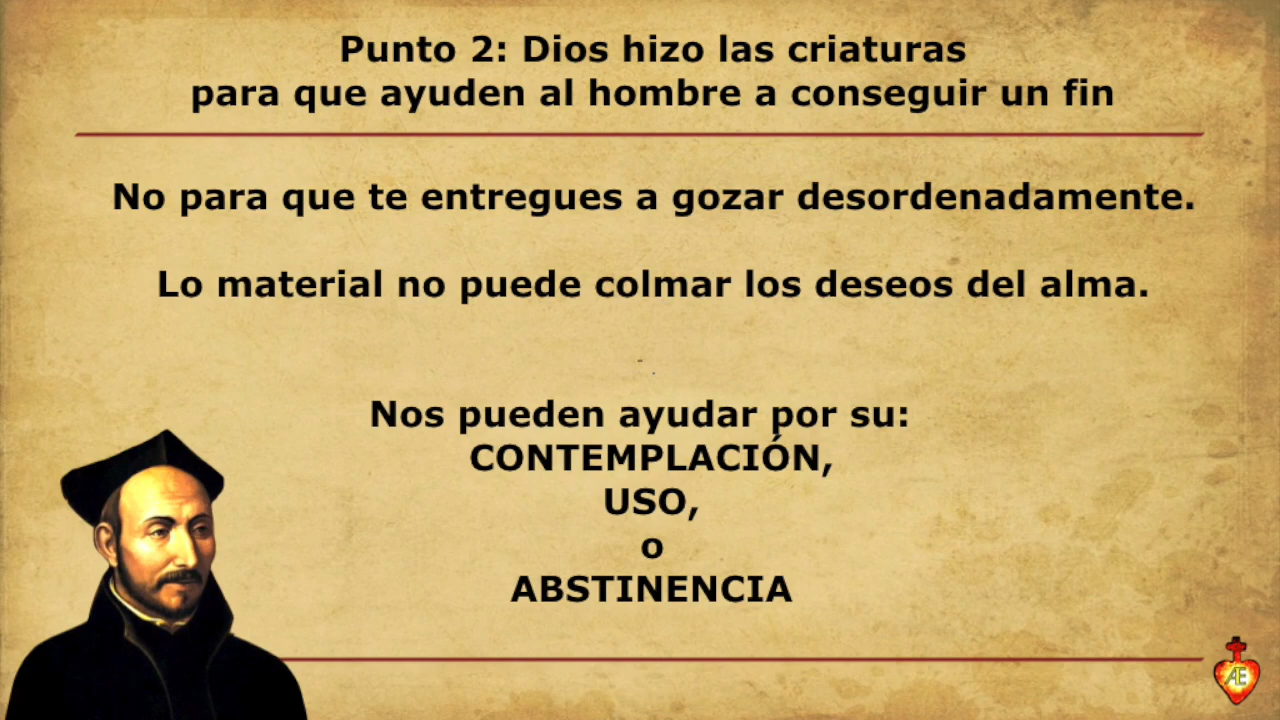 Punto 2: Dios hizo las criaturas
para que ayuden al hombre a conseguir un fin
No para que te entregues a gozar desordenadamente.
Lo material no puede colmar los deseos del alma.
Nos pueden ayudar por su:
CONTEMPLACIÓN,
USO,
o
ABSTINENCIA
Æ